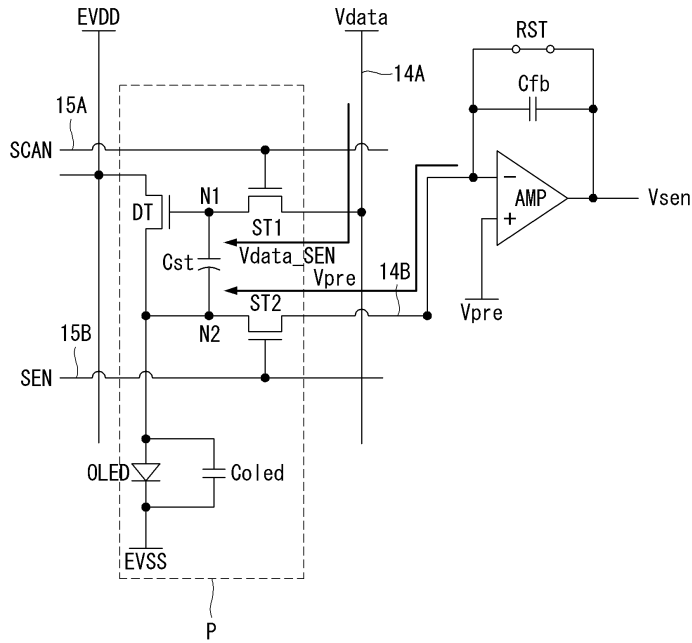 EVDD
Vdata
RST
14A
Cfb
15A
SCAN
N1
DT
ST1
AMP
−
+
Vsen
Vdata_SEN
Cst
Vpre
14B
ST2
Vpre
N2
15B
SEN
OLED
Coled
EVSS
P